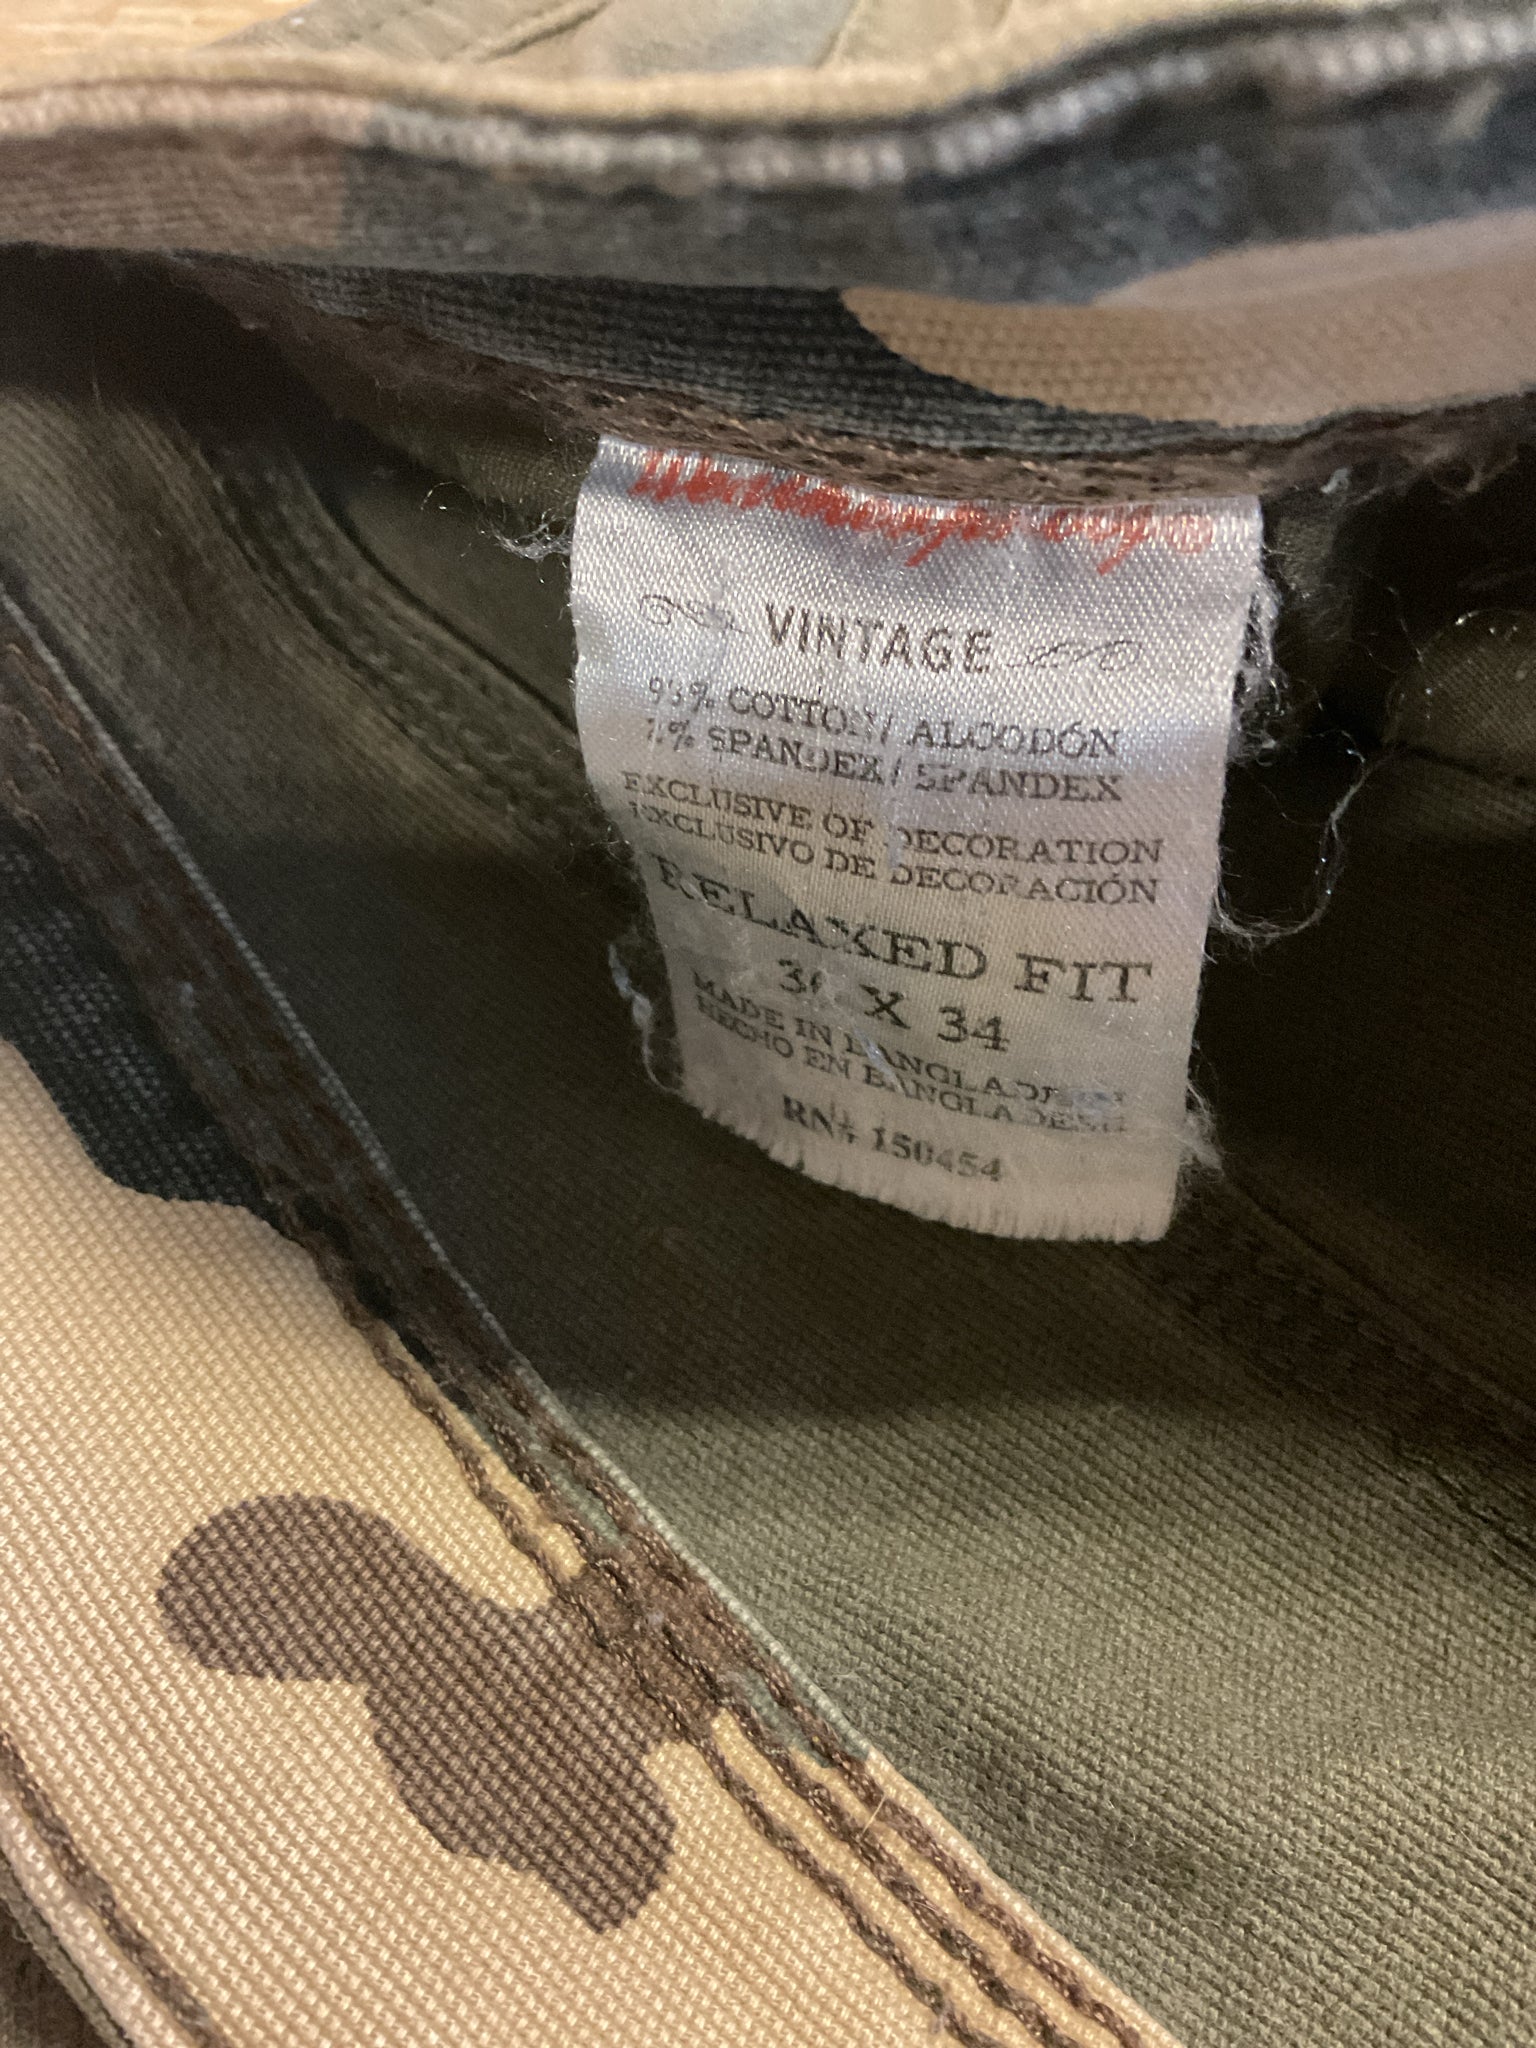 VINTAGE
COTTON/ ALGODÓN
SPANDEX/ SPANDEX
EXCLUSIVE OF DECORATION
EXCLUSIVO DE DECORACIÓN
RELAXED FIT
X 34
MADE IN BANGLADESH
HECHO EN BANGLADESH
RN# 150454